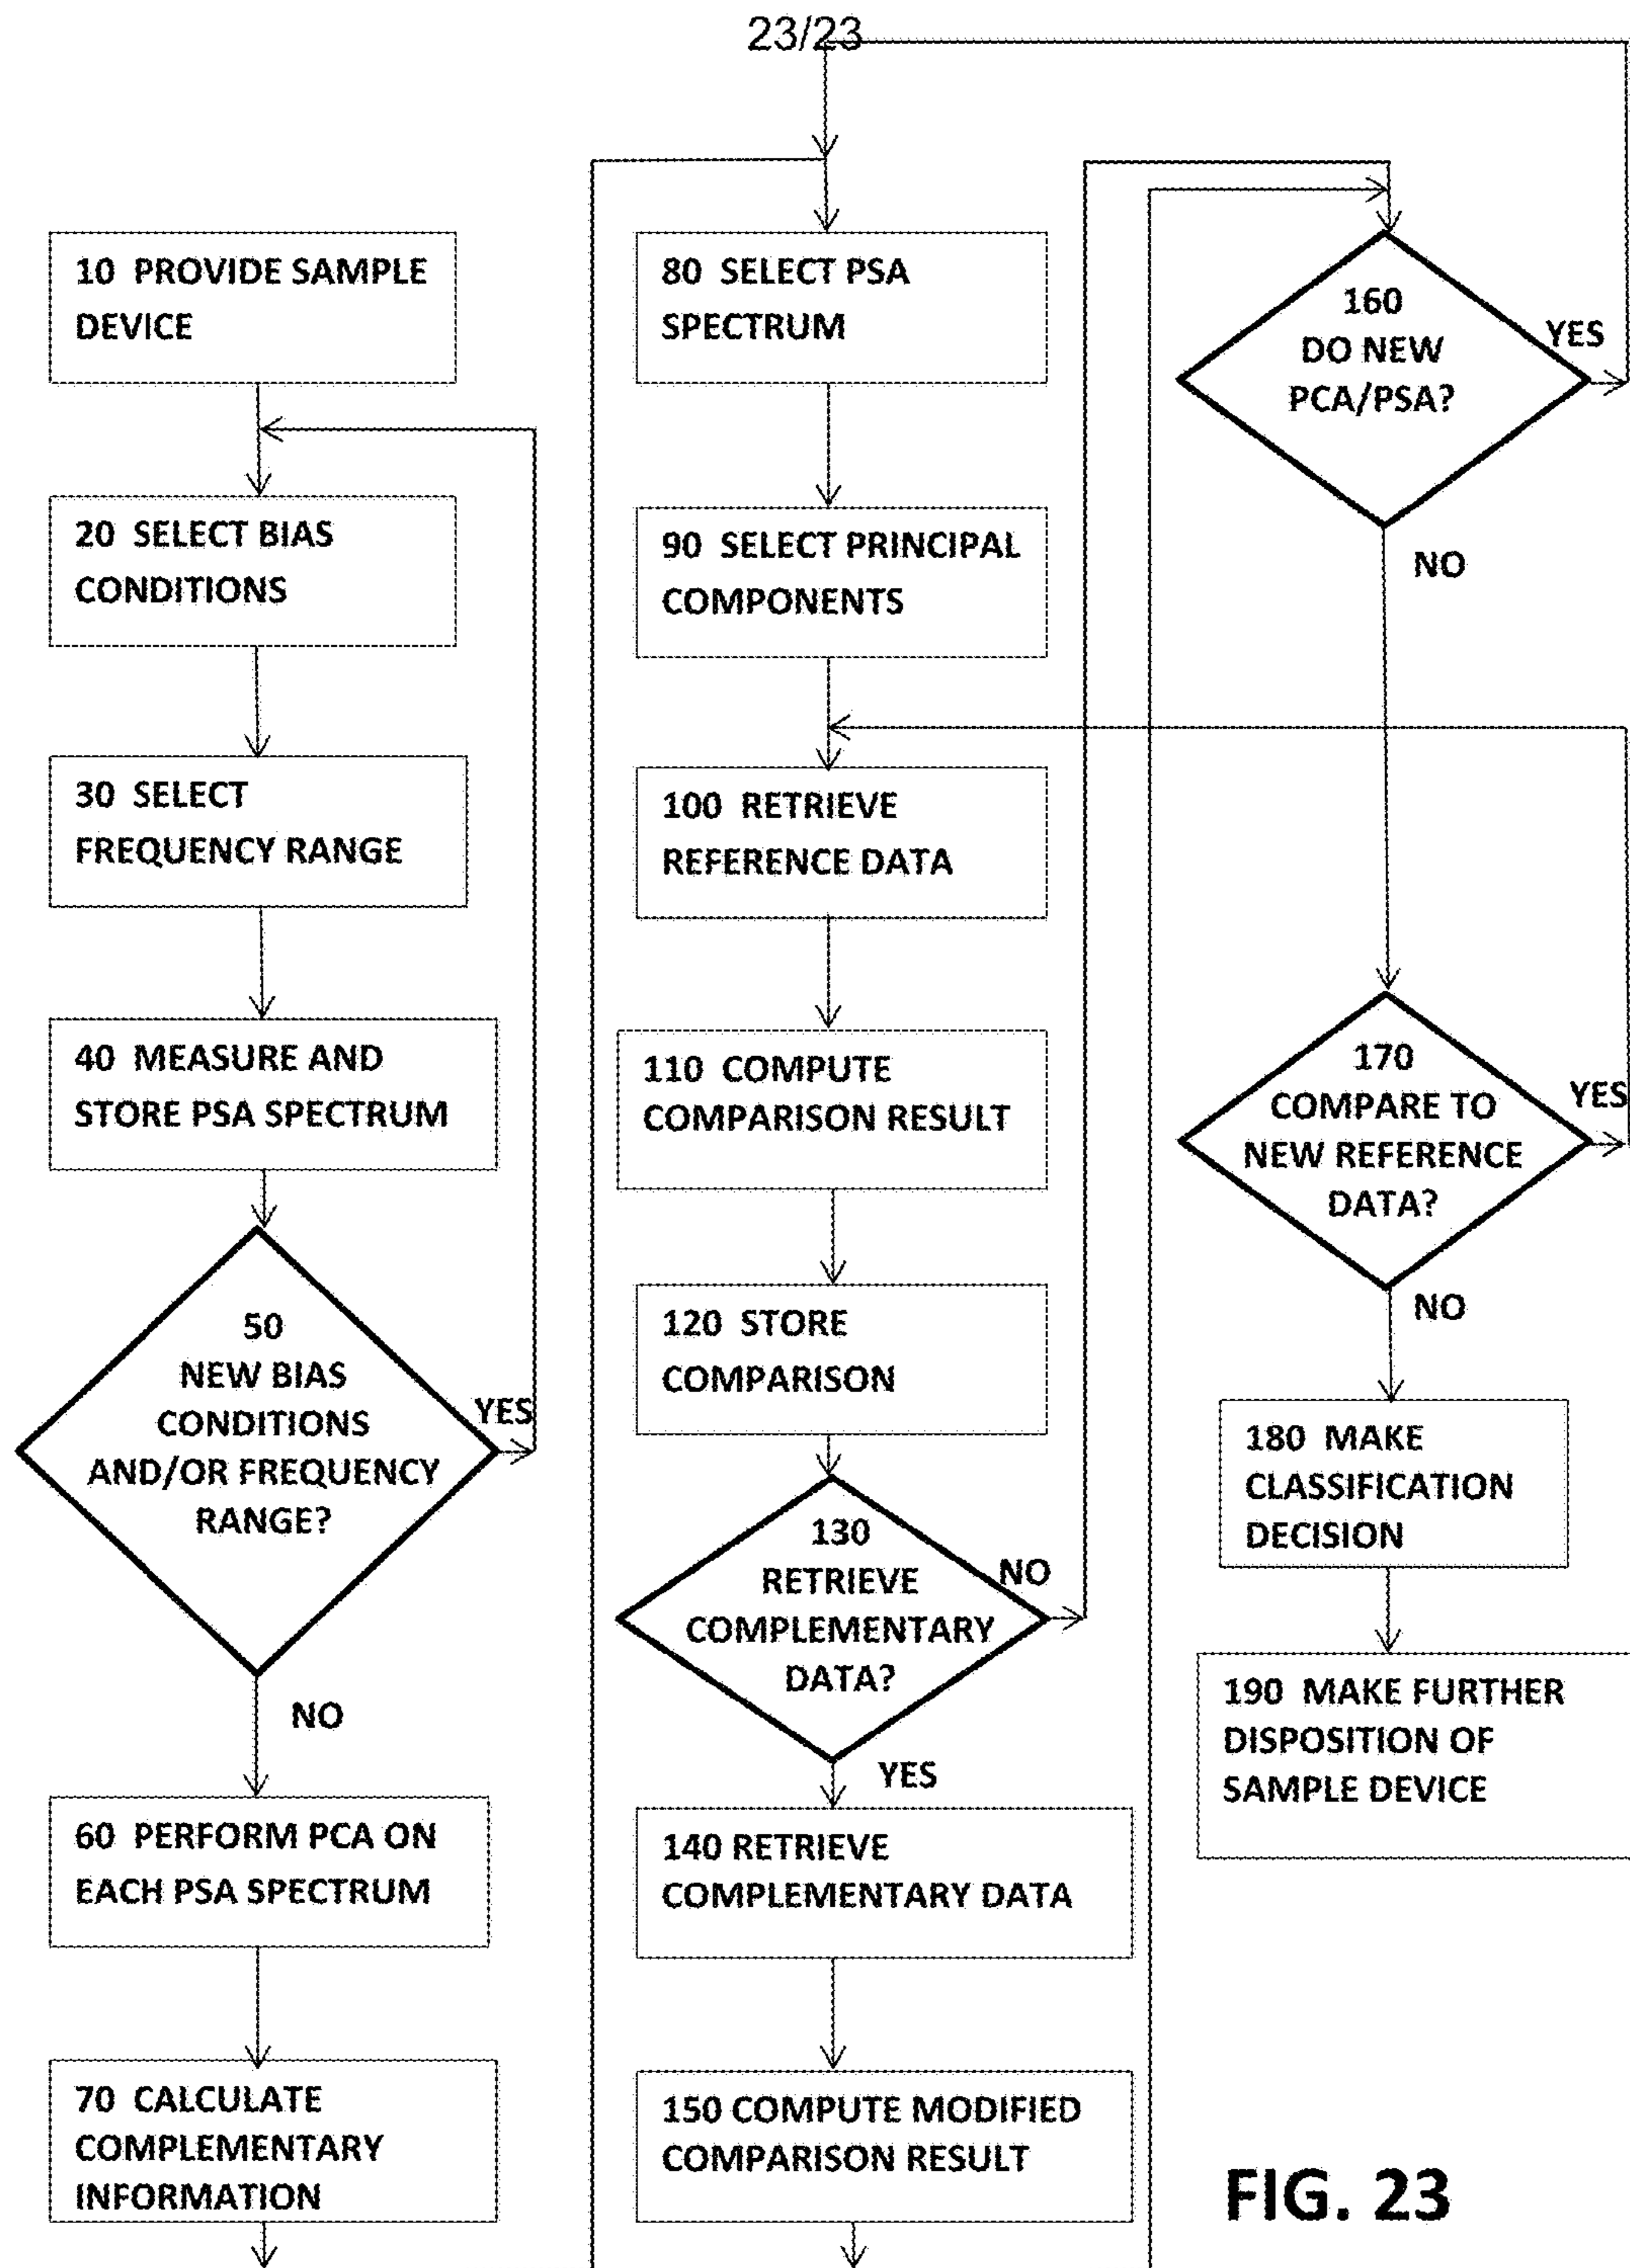 23/23
10 PROVIDE SAMPLE
DEVICE
20 SELECT BIAS
CONDITIONS
30 SELECT
FREQUENCY RANGE
40 MEASURE AND
STORE PSA SPECTRUM
50
NEW BIAS
CONDITIONS
AND/OR FREQUENCY
RANGE?
YES
NO
60 PERFORM PCA ON
EACH PSA SPECTRUM
70 CALCULATE
COMPLEMENTARY
INFORMATION
80 SELECT PSA
SPECTRUM
90 SELECT PRINCIPAL
COMPONENTS
100 RETRIEVE
REFERENCE DATA
110 COMPUTE
COMPARISON RESULT
120 STORE
COMPARISON
130
RETRIEVE
COMPLEMENTARY
DATA?
NO
YES
140 RETRIEVE
COMPLEMENTARY DATA
150 COMPUTE MODIFIED
COMPARISON RESULT
160
DO NEW
PCA/PSA?
YES
NO
170
COMPARE TO
NEW REFERENCE
DATA?
YES
NO
180 MAKE
CLASSIFICATION
DECISION
190 MAKE FURTHER
DISPOSITION OF
SAMPLE DEVICE
FIG. 23